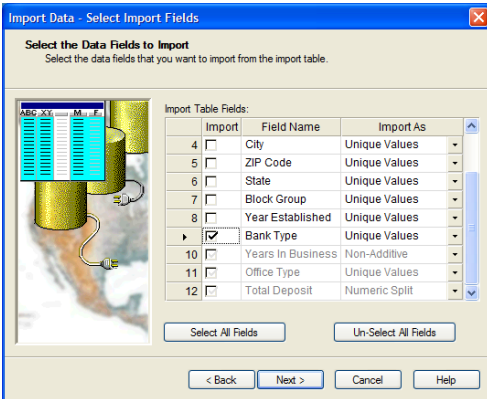 Import Data - Select Import Fields
Select the Data Fields to Import
Select the data fields that you want to import from the import table.
ABC XY M F
Import Table Fields:
Import Field Name Import As
4 City Unique Values
5 ZIP Code Unique Values
6 State Unique Values
7 Block Group Unique Values
8 Year Established Unique Values
Bank Type Unique Values
10 Years In Business Non-Additive
11 Office Type Unique Values
12 Total Deposit Numeric Split
Select All Fields Un-Select All Fields
< Back Next > Cancel Help